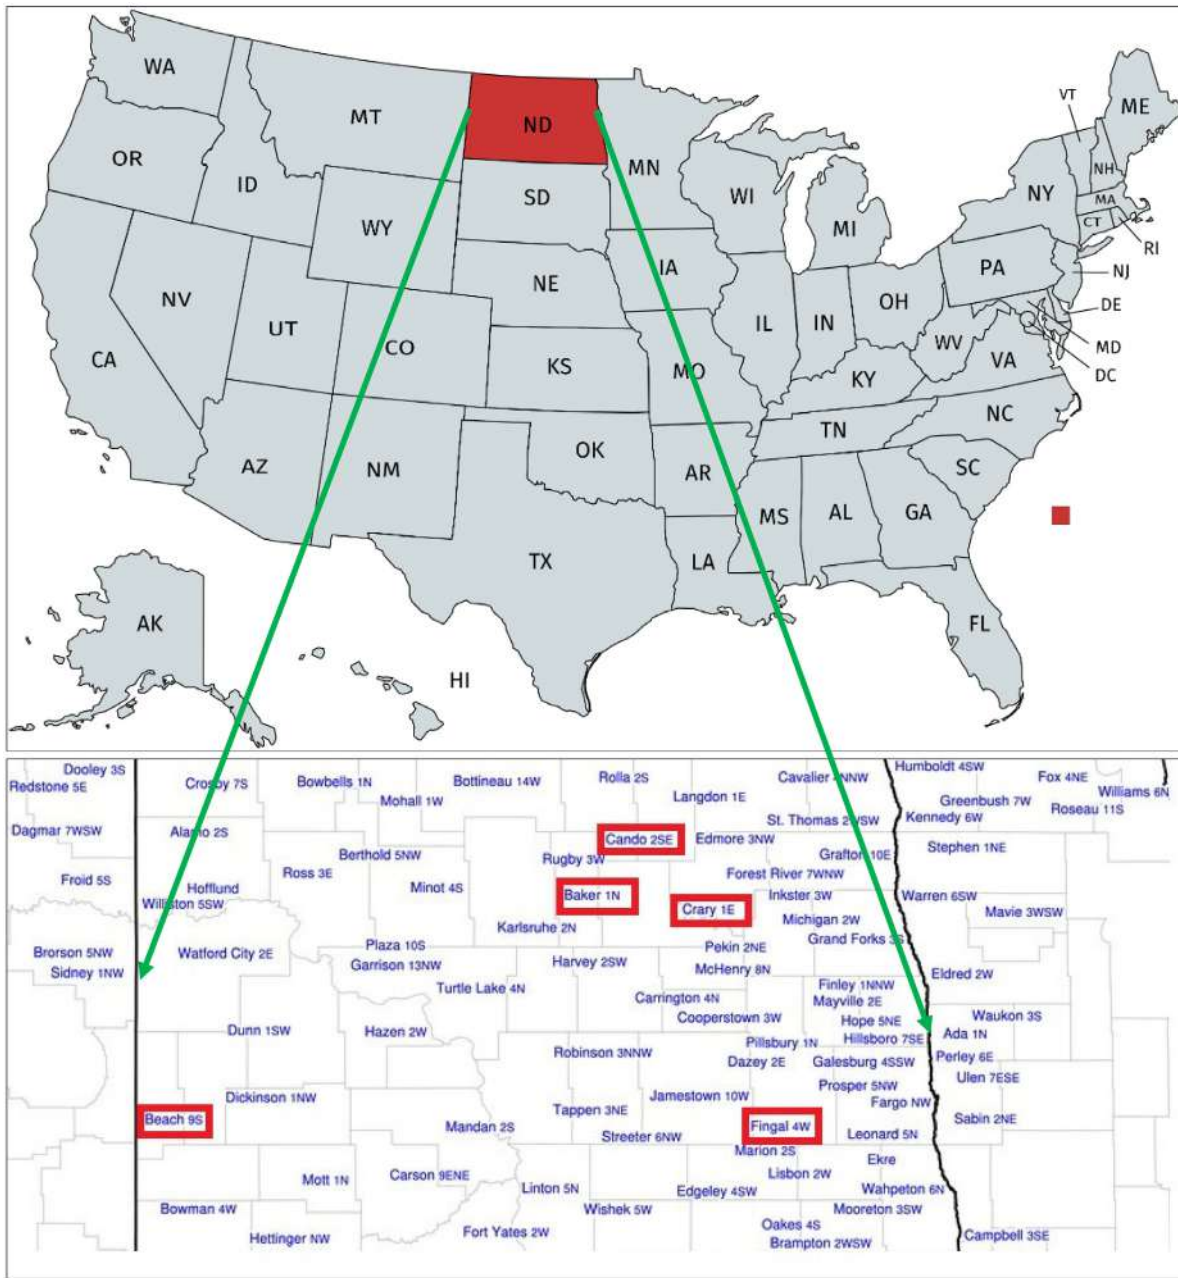 WA
MT
ND
MN
VT
ME
OR
ID
SD
WI
MI
NY
NH
MA
CT
RI
WY
IA
PA
NJ
NE
NV
UT
CO
IL
IN
OH
DE
MD
DC
WV
VA
CA
KS
MO
KY
NC
TN
AZ
NM
OK
AR
SC
MS
AL
GA
TX
LA
FL
AK
HI
Dooley 3S
Redstone 5E
Crosby 7S
Bowbells 1N
Bottineau 14W
Rolla 2S
Cavalier NNW
Humboldt 4SW
Fox 4NE
Williams 6N
Mohall 1W
Langdon 1E
Greenbush 7W
Roseau 11S
Dagmar 7WSW
Alamo 2S
St. Thomas 2WSW
Kennedy 6W
Cando 2SE
Edmore 3NW
Stephen 1NE
Berthold 5NW
Rugby 3W
Grafton 10E
Froid 5S
Hofflund
Ross 3E
Minot 4S
Forest River 7WNW
Williston 5SW
Baker 1N
Crary 1E
Inkster 3W
Warren 6SW
Mavie 3WSW
Michigan 2W
Karlsruhe 2N
Grand Forks 3S
Brorson 5NW
Watford City 2E
Plaza 10S
Pekin 2NE
Sidney 1NW
Garrison 13NW
Harvey 2SW
McHenry 8N
Eldred 2W
Turtle Lake 4N
Carrington 4N
Finley 1NNW
Mayville 2E
Cooperstown 3W
Hope 5NE
Waukon 3S
Dunn 1SW
Hazen 2W
Pillsbury 1N
Hillsboro 7SE
Ada 1N
Robinson 3NNW
Dazey 2E
Galesburg 4SSW
Perley 6E
Ulen 7ESE
Dickinson 1NW
Jamestown 10W
Prosper 5NW
Fargo NW
Beach 9S
Tappen 3NE
Sabin 2NE
Mandan 2S
Fingal 4W
Streeter 6NW
Leonard 5N
Marion 2S
Ekre
Mott 1N
Carson 9ENE
Lisbon 2W
Linton 5N
Edgeley 4SW
Wahpeton 6N
Bowman 4W
Wishek 5W
Mooreton 3SW
Hettinger NW
Fort Yates 2W
Oakes 4S
Brampton 2WSW
Campbell 3SE